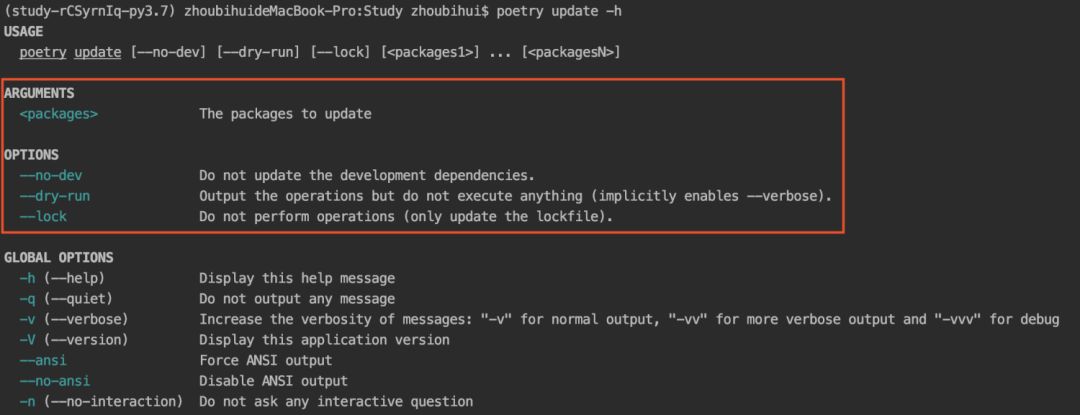 (study-rCSyrnIq-py3.7) zhoubihuideMacBook-Pro:Study zhoubihui$ poetry update -h
USAGE
poetry update [--no-dev] [--dry-run] [--lock] [<packages1>] ... [<packagesN>]
ARGUMENTS
<packages> The packages to update
OPTIONS
--no-dev Do not update the development dependencies.
--dry-run Output the operations but do not execute anything (implicitly enables --verbose).
--lock Do not perform operations (only update the lockfile).
GLOBAL OPTIONS
-h (--help) Display this help message
-q (--quiet) Do not output any message
-v (--verbose) Increase the verbosity of messages: "-v" for normal output, "-vv" for more verbose output and "-vvv" for debug
-V (--version) Display this application version
--ansi Force ANSI output
--no-ansi Disable ANSI output
-n (--no-interaction) Do not ask any interactive question